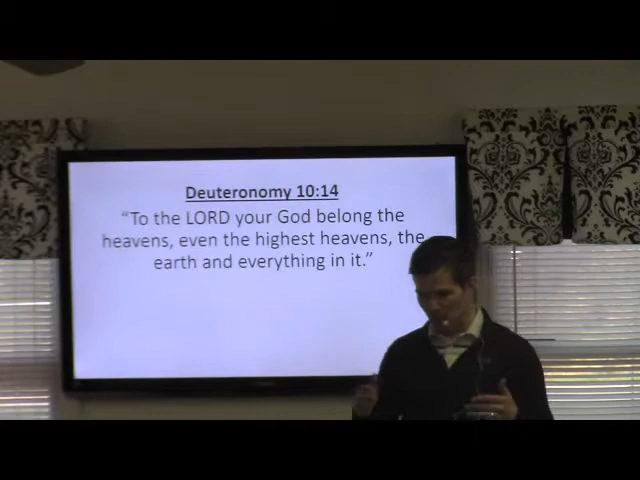 Deuteronomy 10:14
“To the LORD your God belong the
heavens, even the highest heavens, the
earth and everything in it.”